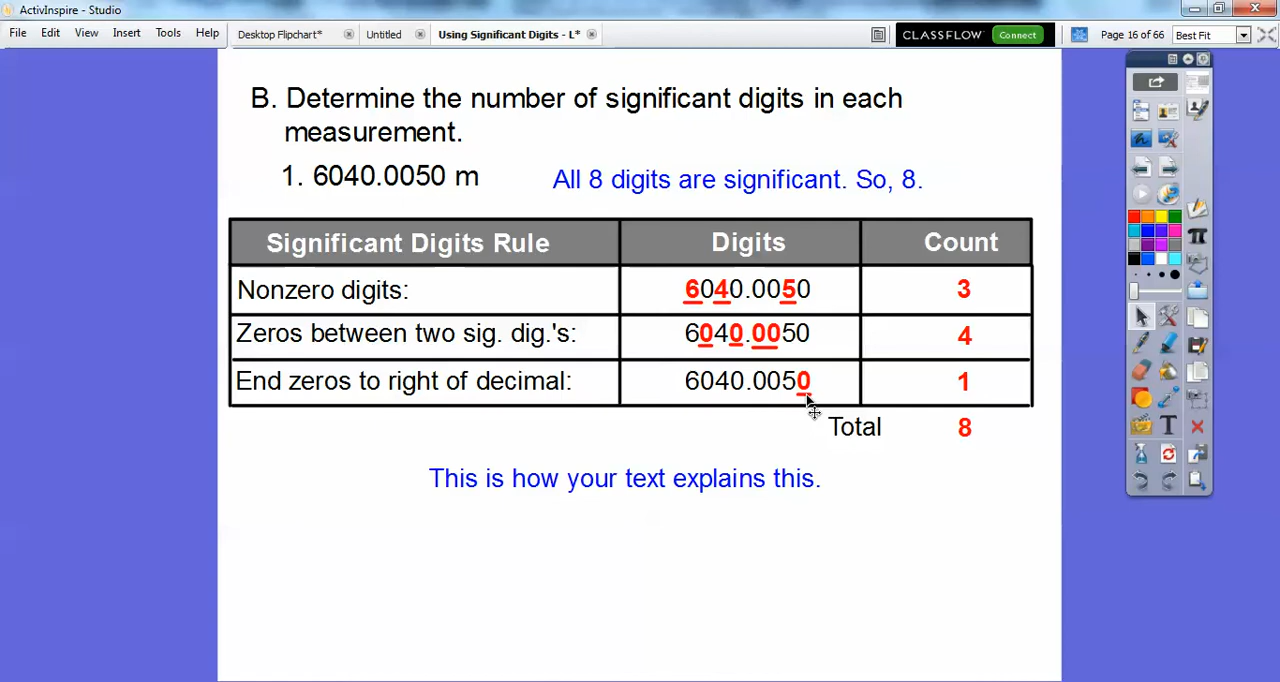 ActivInspire - Studio
File Edit View Insert Tools Help Desktop Flipchart* Untitled Using Significant Digits - L* CLASSFLOW Connect Page 16 of 66 Best Fit
B. Determine the number of significant digits in each
measurement.
1. 6040.0050 m All 8 digits are significant. So, 8.
Significant Digits Rule Digits Count
Nonzero digits: 6040.0050 3
Zeros between two sig. dig.'s: 6040.0050 4
End zeros to right of decimal: 6040.0050 1
Total 8
This is how your text explains this.